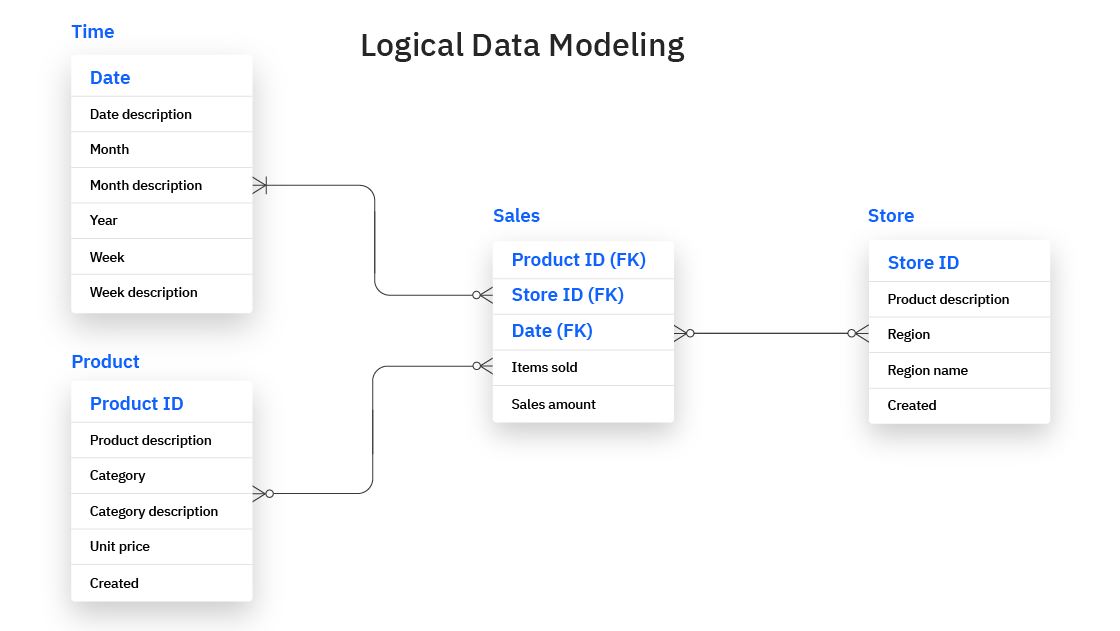 Logical Data Modeling
Time
Date
Date description
Month
Month description
Year
Week
Week description
Product
Product ID
Product description
Category
Category description
Unit price
Created
Sales
Product ID (FK)
Store ID (FK)
Date (FK)
Items sold
Sales amount
Store
Store ID
Product description
Region
Region name
Created